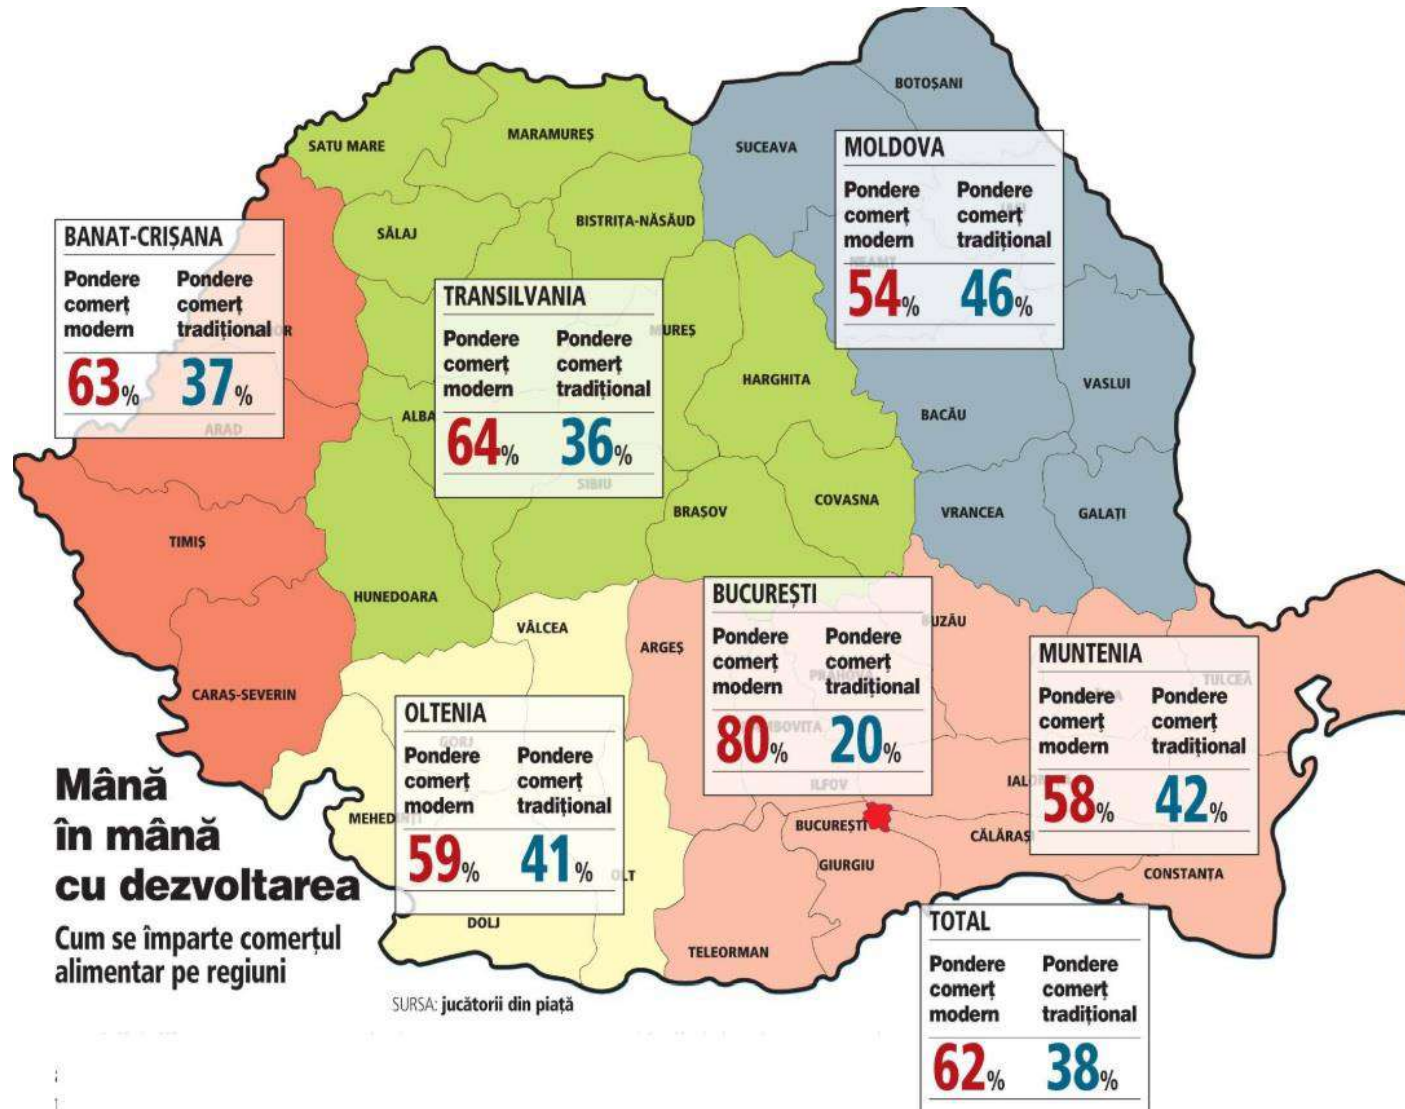 BOTOȘANI
SUCEAVA
MARAMUREȘ
SATU MARE
BISTRIȚA-NĂSĂUD
SĂLAJ
MOLDOVA
Pondere comerț modern
Pondere comerț tradițional
54%
46%
NEAMȚ
BANAT-CRIȘANA
Pondere comerț modern
Pondere comerț tradițional
63%
37%
ARAD
TRANSILVANIA
Pondere comerț modern
Pondere comerț tradițional
64%
36%
MUREȘ
HARGHITA
ALBA
SIBIU
BACĂU
VASLUI
BRAȘOV
COVASNA
VRANCEA
GALAȚI
TIMIȘ
HUNEDOARA
CARAȘ-SEVERIN
VÂLCEA
ARGEȘ
BUCUREȘTI
Pondere comerț modern
Pondere comerț tradițional
80%
20%
PRAHOVA
ILFOV
BUZĂU
MUNTENIA
Pondere comerț modern
Pondere comerț tradițional
58%
42%
TULCEA
OLTENIA
Pondere comerț modern
Pondere comerț tradițional
59%
41%
GORJ
MEHEDINȚI
OLT
DOLJ
BUCUREȘTI
GIURGIU
CĂLĂRAȘI
CONSTANȚA
TELEORMAN
Mână
în mână
cu dezvoltarea
Cum se împarte comerțul
alimentar pe regiuni
SURSA: jucătorii din piață
TOTAL
Pondere comerț modern
Pondere comerț tradițional
62%
38%